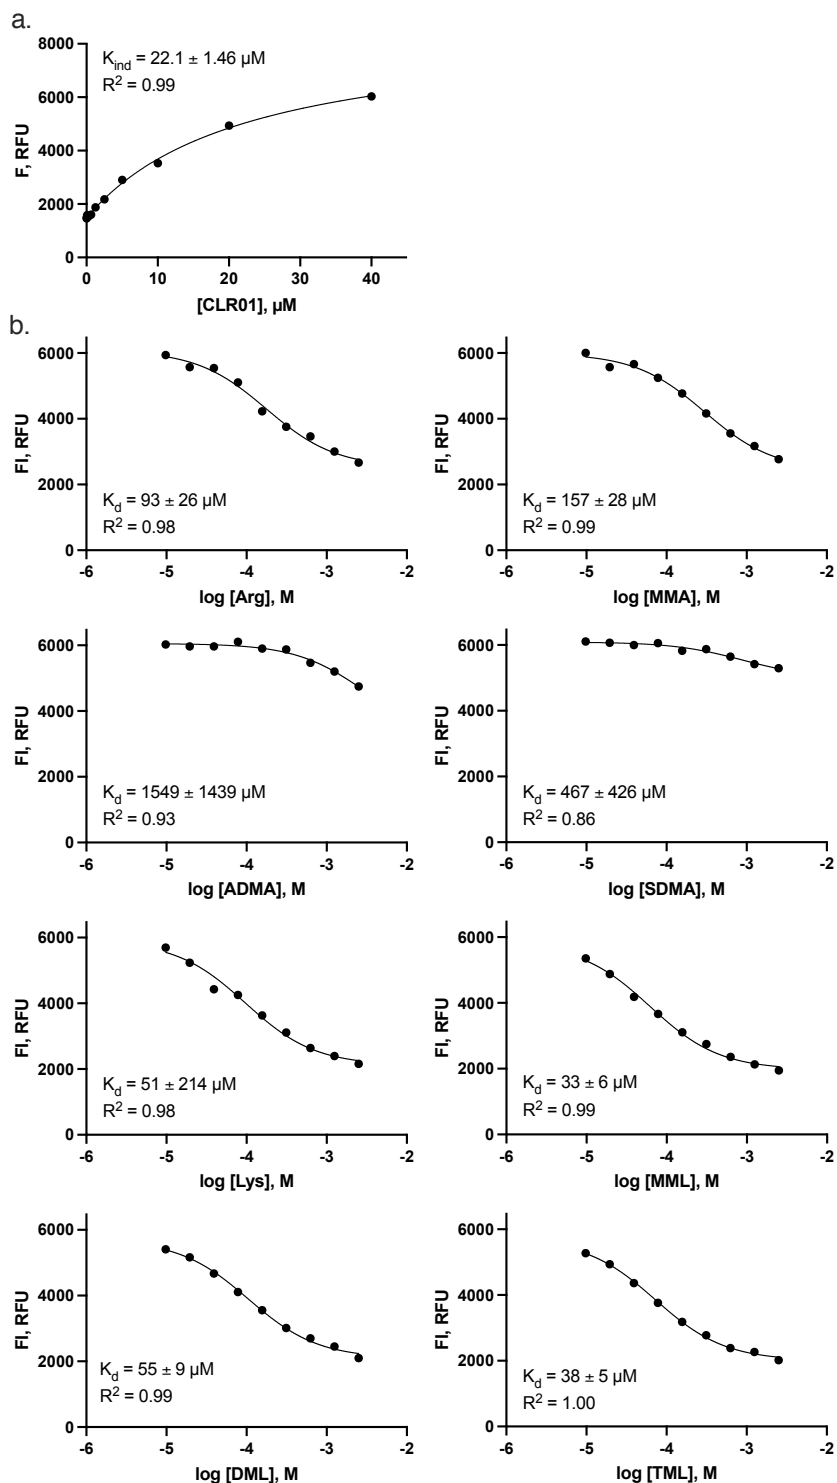 a.
8000
6000
4000
2000
0
F, RFU
K_ind = 22.1 ± 1.46 µM
R² = 0.99
0 10 20 30 40
[CLR01], µM
b.
6000
4000
2000
0
FI, RFU
K_d = 93 ± 26 µM
R² = 0.98
-6 -5 -4 -3 -2
log [Arg], M
6000
4000
2000
0
FI, RFU
K_d = 157 ± 28 µM
R² = 0.99
-6 -5 -4 -3 -2
log [MMA], M
6000
4000
2000
0
FI, RFU
K_d = 1549 ± 1439 µM
R² = 0.93
-6 -5 -4 -3 -2
log [ADMA], M
6000
4000
2000
0
FI, RFU
K_d = 467 ± 426 µM
R² = 0.86
-6 -5 -4 -3 -2
log [SDMA], M
6000
4000
2000
0
FI, RFU
K_d = 51 ± 214 µM
R² = 0.98
-6 -5 -4 -3 -2
log [Lys], M
6000
4000
2000
0
FI, RFU
K_d = 33 ± 6 µM
R² = 0.99
-6 -5 -4 -3 -2
log [MML], M
6000
4000
2000
0
FI, RFU
K_d = 55 ± 9 µM
R² = 0.99
-6 -5 -4 -3 -2
log [DML], M
6000
4000
2000
0
FI, RFU
K_d = 38 ± 5 µM
R² = 1.00
-6 -5 -4 -3 -2
log [TML], M